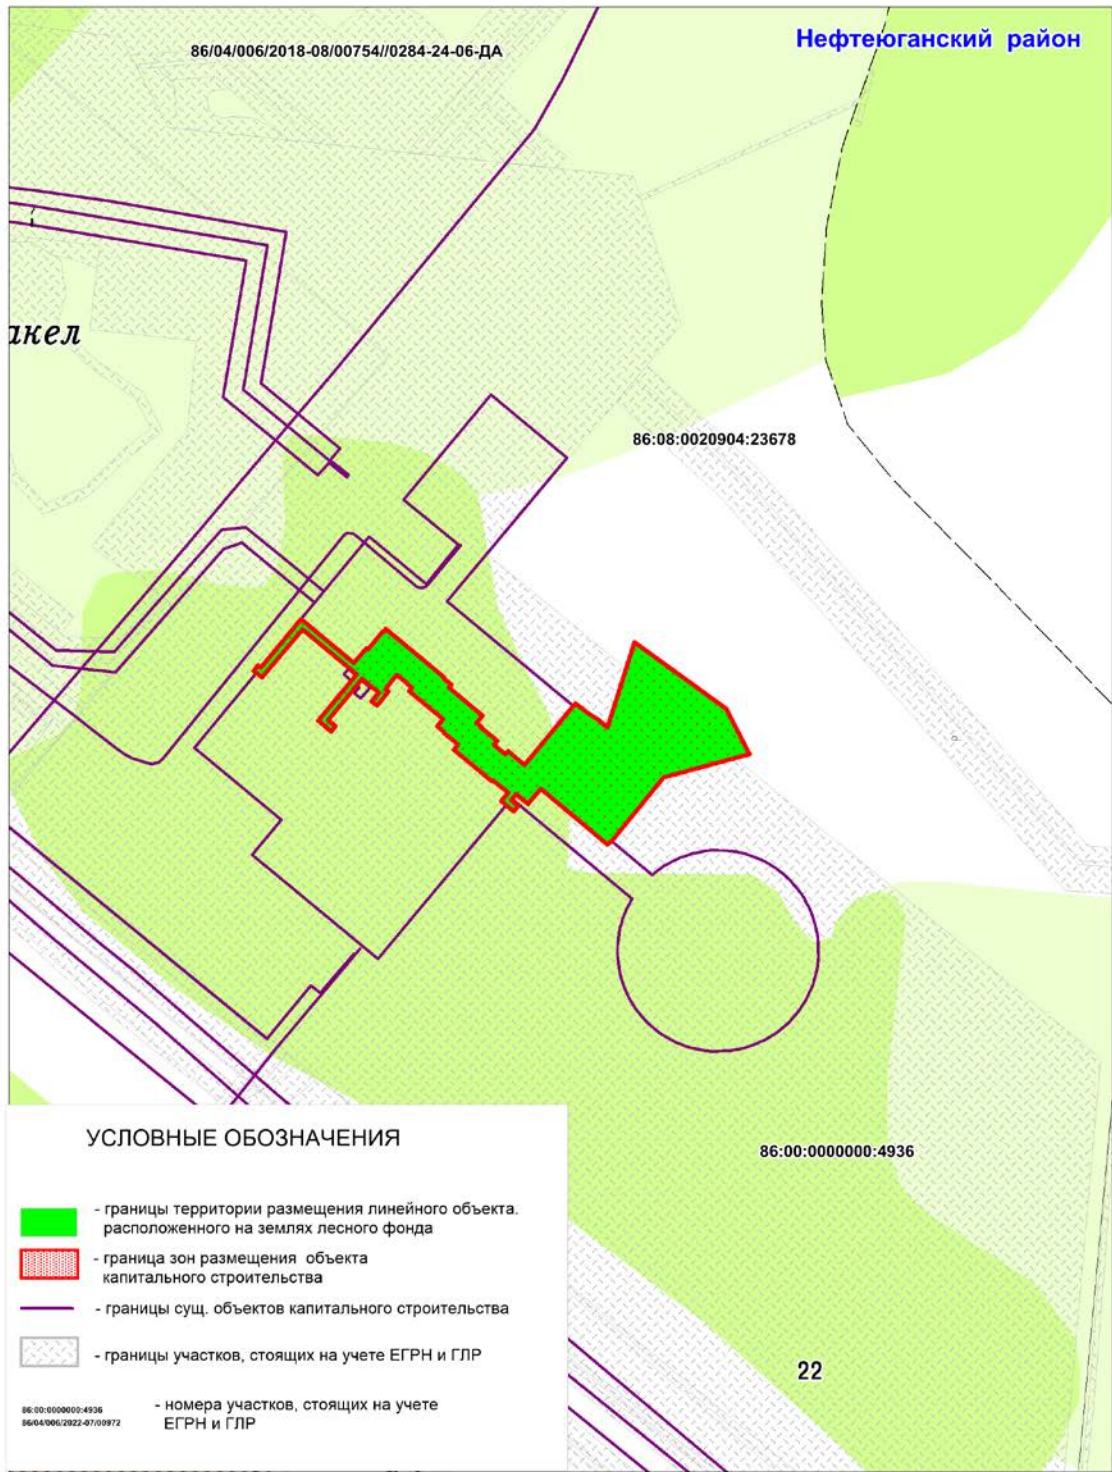 86/04/006/2018-08/00754//0284-24-06-ДА
Нефтеюганский район
акел
86:08:0020904:23678
86:00:0000000:4936
22
УСЛОВНЫЕ ОБОЗНАЧЕНИЯ
- границы территории размещения линейного объекта.
расположенного на землях лесного фонда
- граница зон размещения объекта
капитального строительства
- границы сущ. объектов капитального строительства
- границы участков, стоящих на учете ЕГРН и ГЛР
86:00:0000000:4936
86/04/006/2022-07/00972
- номера участков, стоящих на учете
ЕГРН и ГЛР